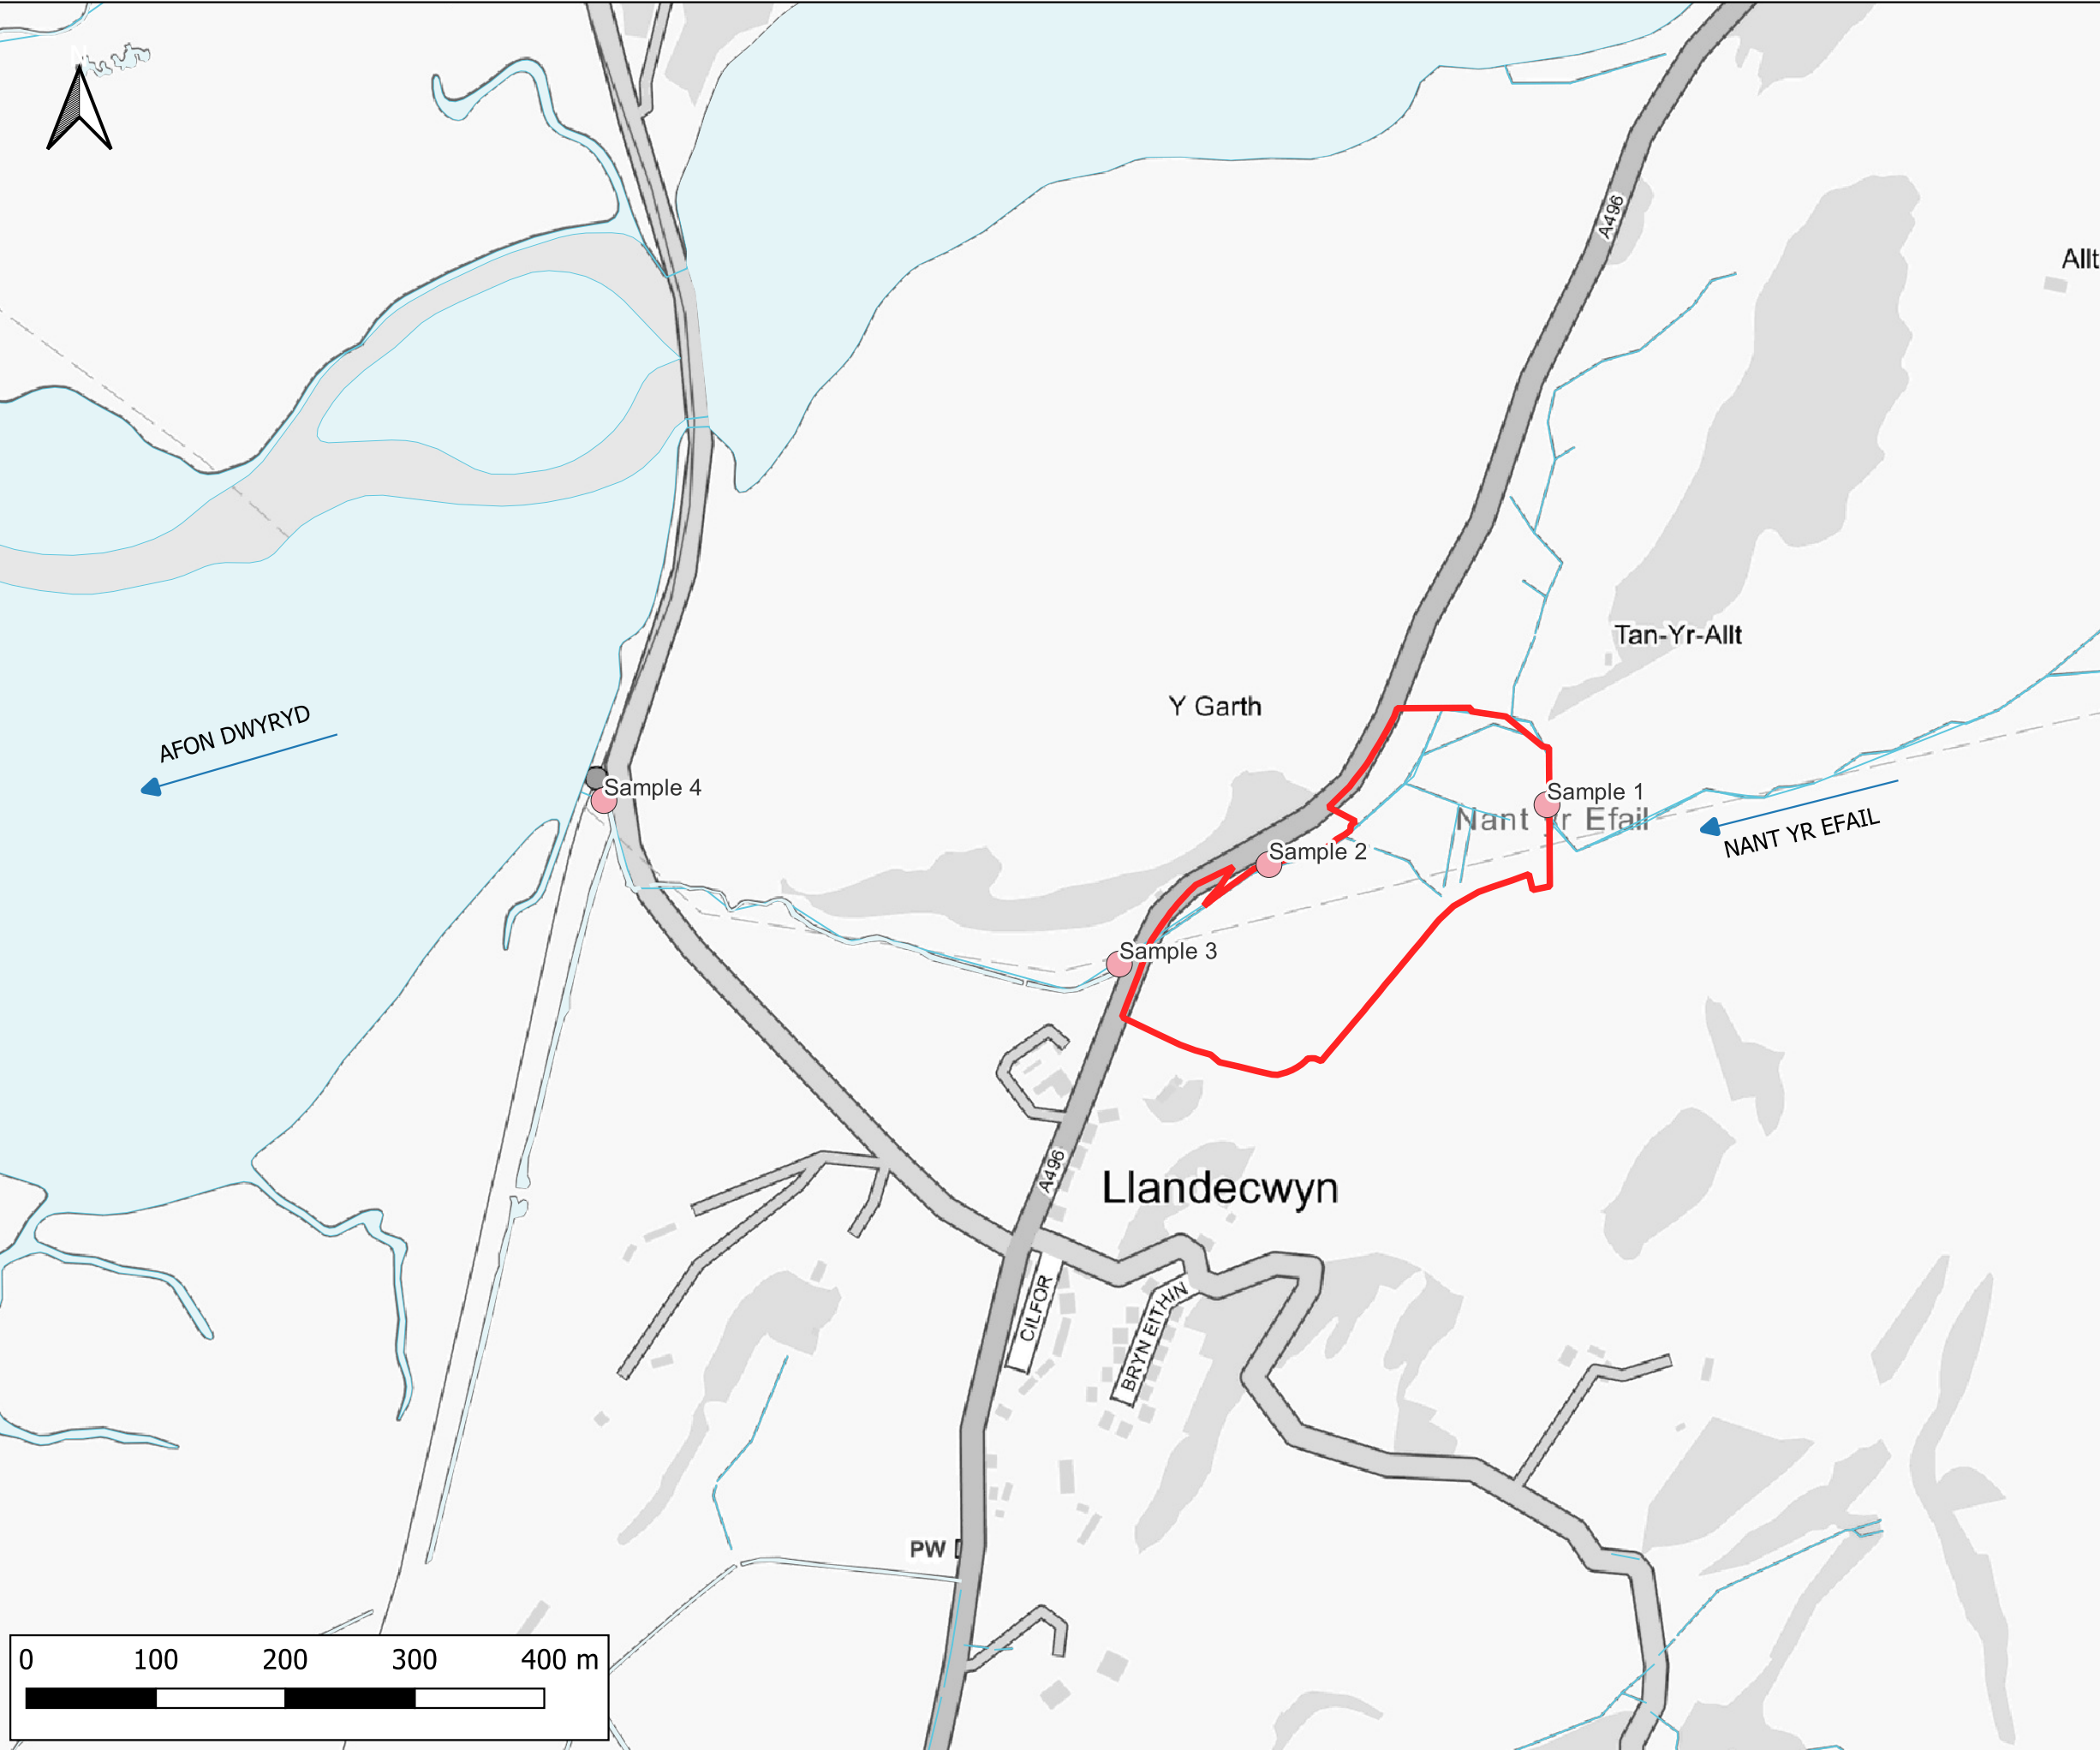 N
A496
Allt
Tan-Yr-Allt
Y Garth
AFON DWYRYD
Sample 4
Sample 1
Nant yr Efail
NANT YR EFAIL
Sample 2
Sample 3
A496
Llandecwyn
CILFOR
BRYN EITHIN
PW
0 100 200 300 400 m